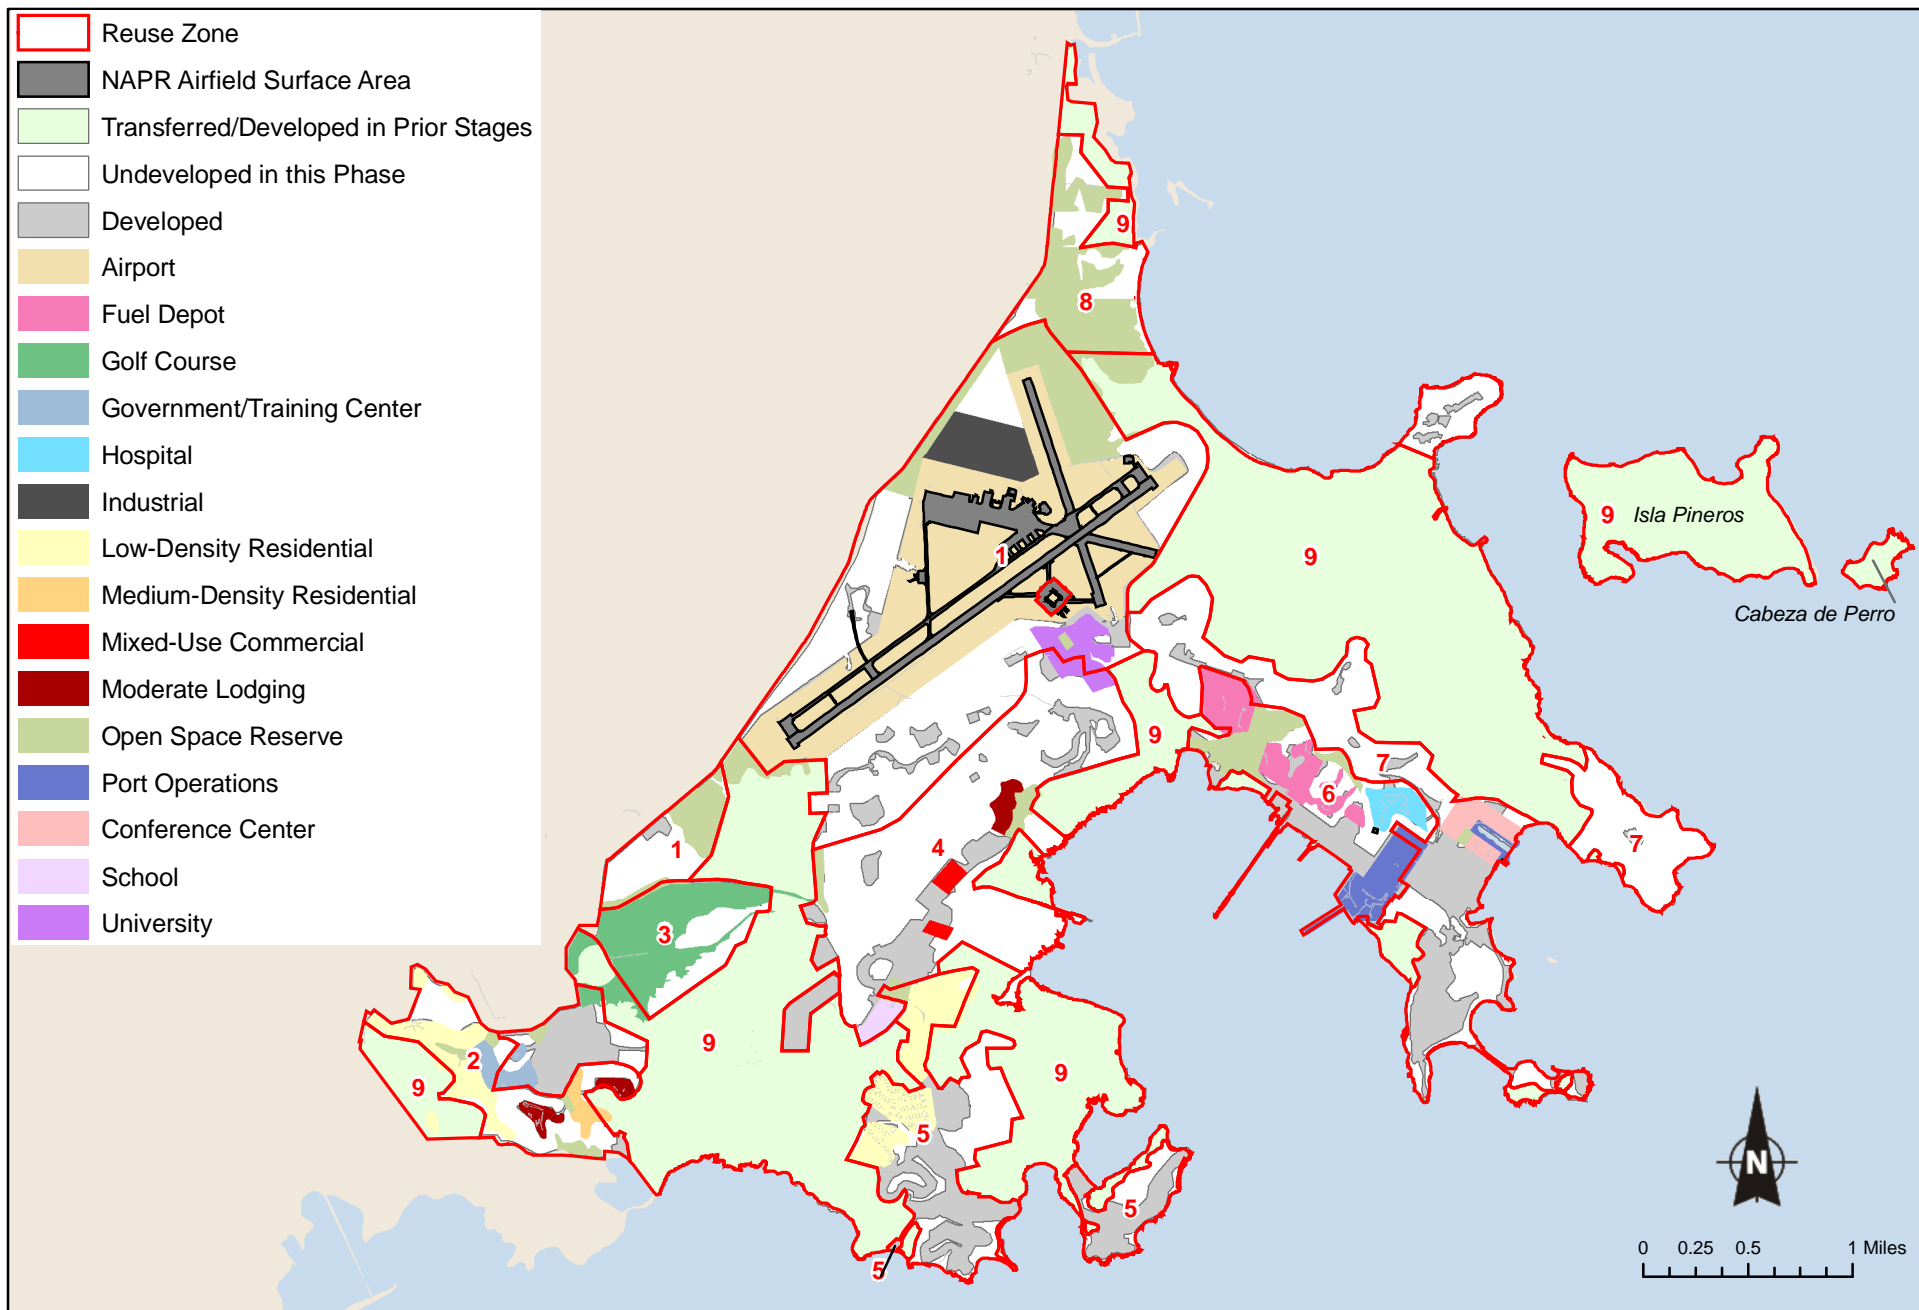 Reuse Zone
NAPR Airfield Surface Area
Transferred/Developed in Prior Stages
Undeveloped in this Phase
Developed
Airport
Fuel Depot
Golf Course
Government/Training Center
Hospital
Industrial
Low-Density Residential
Medium-Density Residential
Mixed-Use Commercial
Moderate Lodging
Open Space Reserve
Port Operations
Conference Center
School
University
9
8
9 Isla Pineros
1
9
Cabeza de Perro
9
7
6
4
1
7
3
9
2
9
9
5
5
5
N
0 0.25 0.5 1 Miles